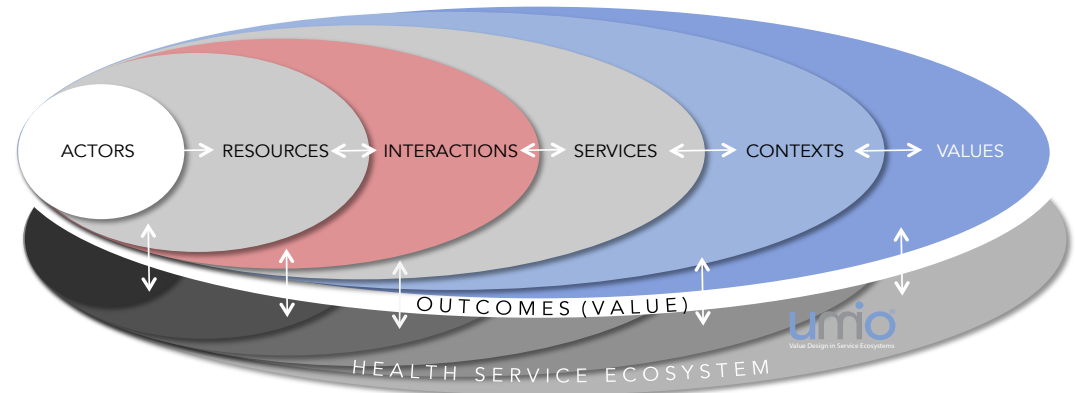 ACTORS
RESOURCES
INTERACTIONS
SERVICES
CONTEXTS
VALUES
OUTCOMES (VALUE)
umio
Value Design in Service Ecosystems
HEALTH SERVICE ECOSYSTEM